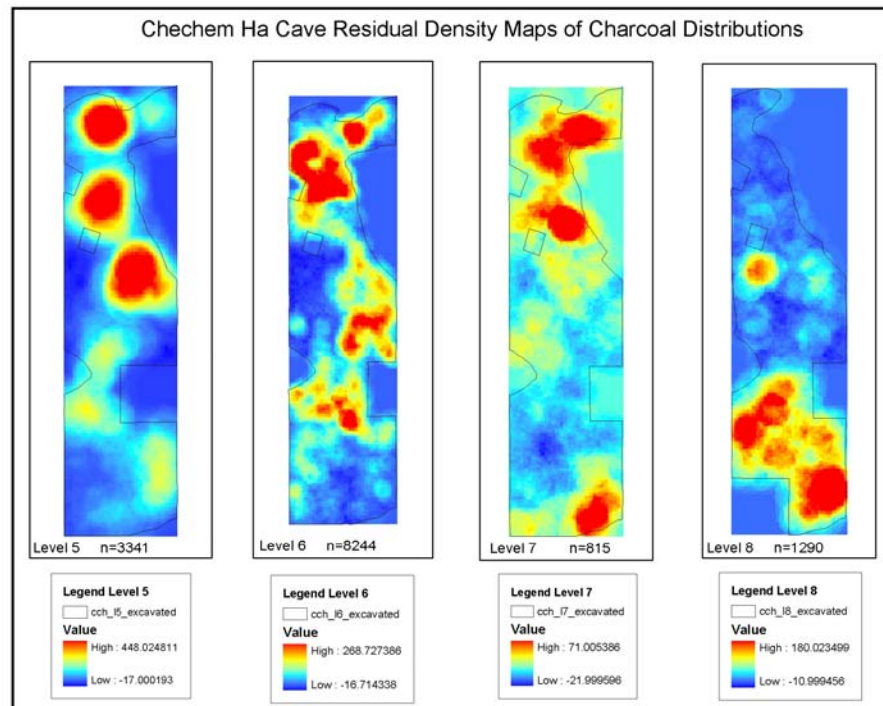 Chechem Ha Cave Residual Density Maps of Charcoal Distributions
Level 5 n=3341
Level 6 n=8244
Level 7 n=815
Level 8 n=1290
Legend Level 5
cch_l5_excavated
Value
High : 448.024811
Low : -17.000193
Legend Level 6
cch_l6_excavated
Value
High : 268.727386
Low : -16.714338
Legend Level 7
cch_l7_excavated
Value
High : 71.005386
Low : -21.999596
Legend Level 8
cch_l8_excavated
Value
High : 180.023499
Low : -10.999456